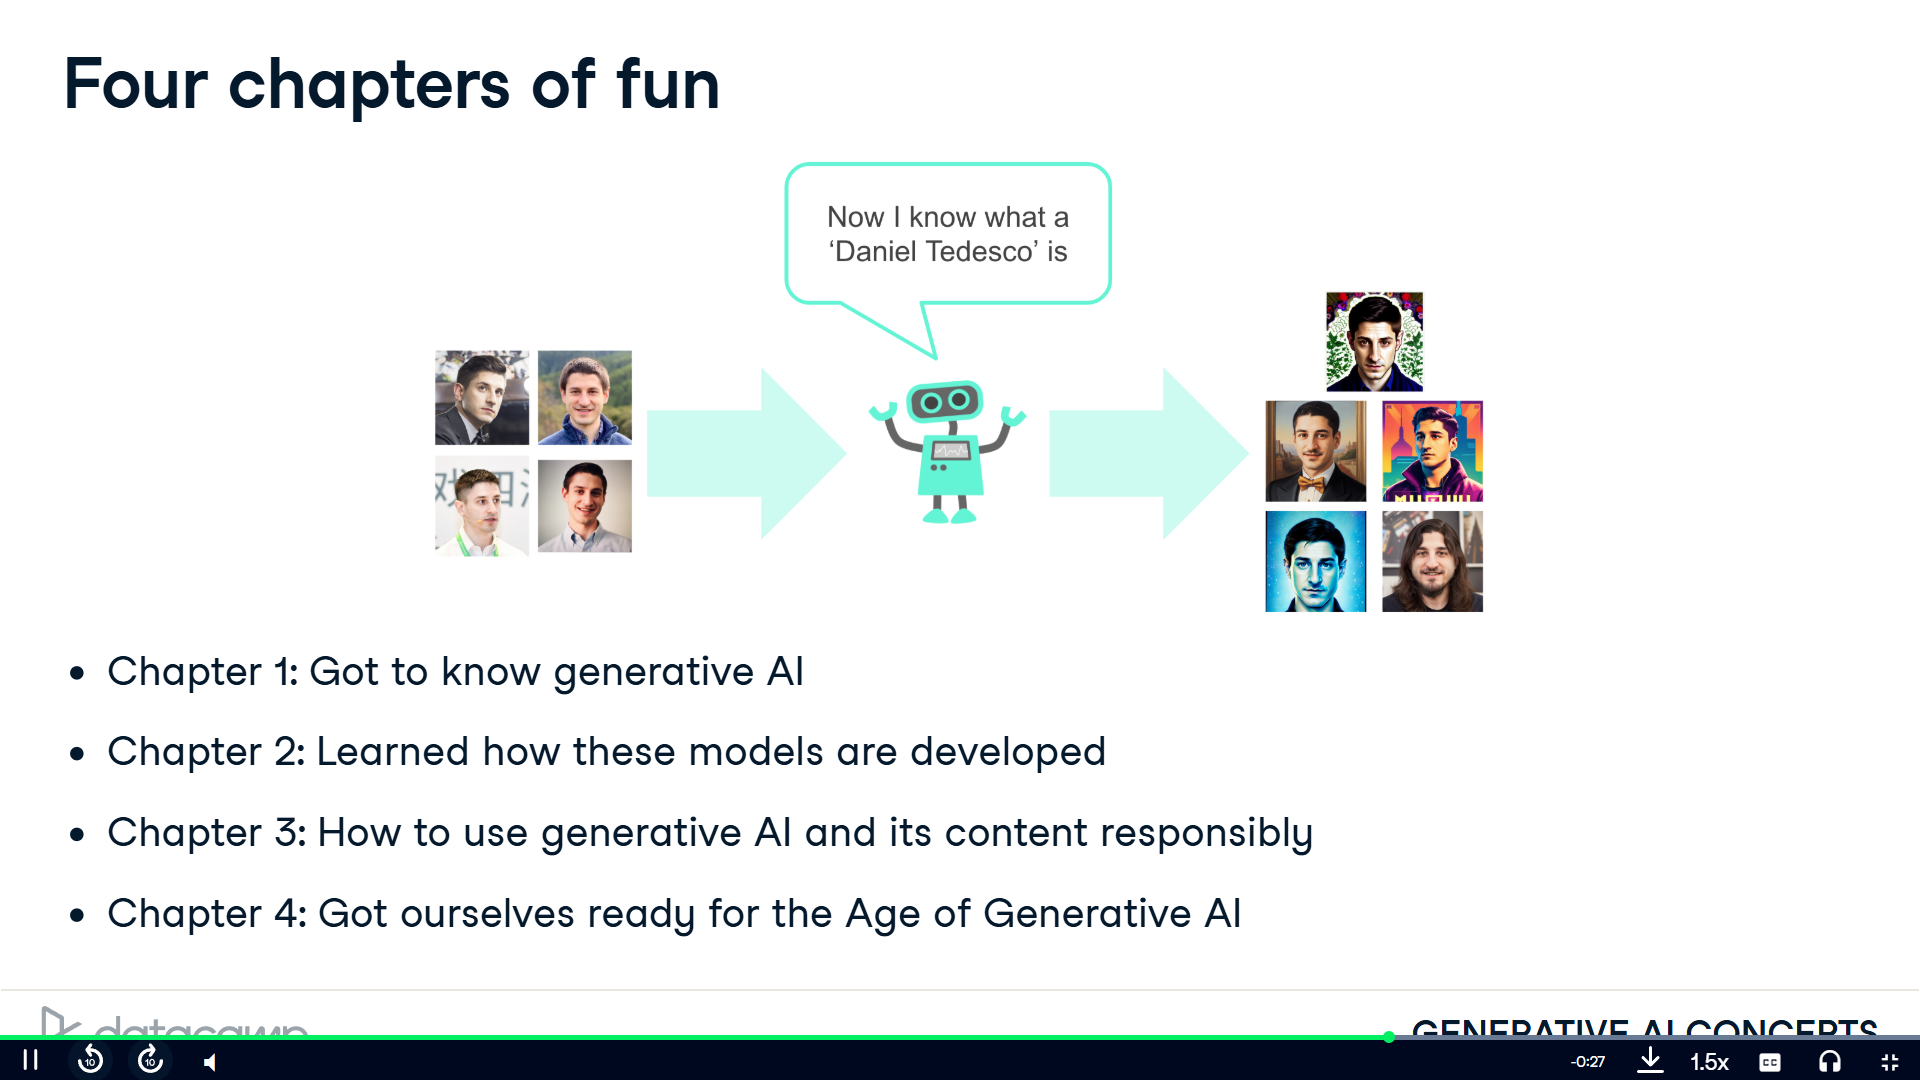 Four chapters of fun
Now I know what a
‘Daniel Tedesco’ is
• Chapter 1: Got to know generative AI
• Chapter 2: Learned how these models are developed
• Chapter 3: How to use generative AI and its content responsibly
• Chapter 4: Got ourselves ready for the Age of Generative AI
datacamp
GENERATIVE AI CONCEPTS
10
10
-0:27
1.5x
CC